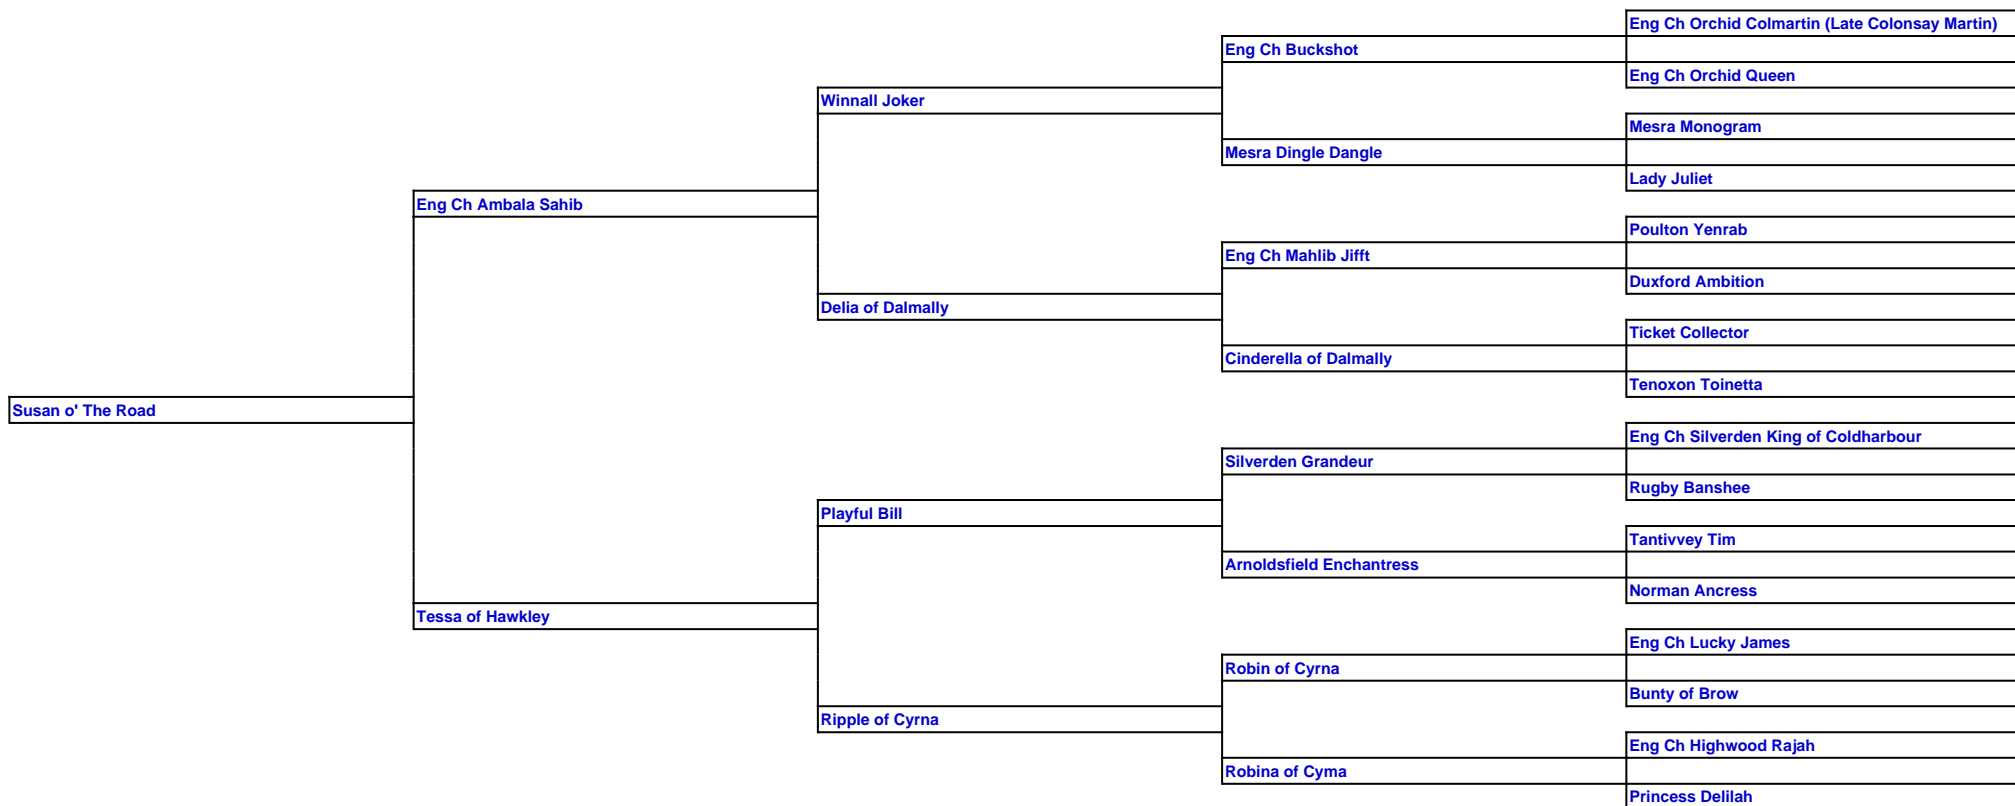 Eng Ch Orchid Colmartin (Late Colonsay Martin)
Eng Ch Buckshot
Eng Ch Orchid Queen
Winnall Joker
Mesra Monogram
Mesra Dingle Dangle
Lady Juliet
Eng Ch Ambala Sahib
Poulton Yenrab
Eng Ch Mahlib Jifft
Duxford Ambition
Delia of Dalmally
Ticket Collector
Cinderella of Dalmally
Tenoxon Toinetta
Susan o' The Road
Eng Ch Silverden King of Coldharbour
Silverden Grandeur
Rugby Banshee
Playful Bill
Tantivvey Tim
Arnoldsfield Enchantress
Norman Ancress
Tessa of Hawkley
Eng Ch Lucky James
Robin of Cyrna
Bunty of Brow
Ripple of Cyrna
Eng Ch Highwood Rajah
Robina of Cyma
Princess Delilah